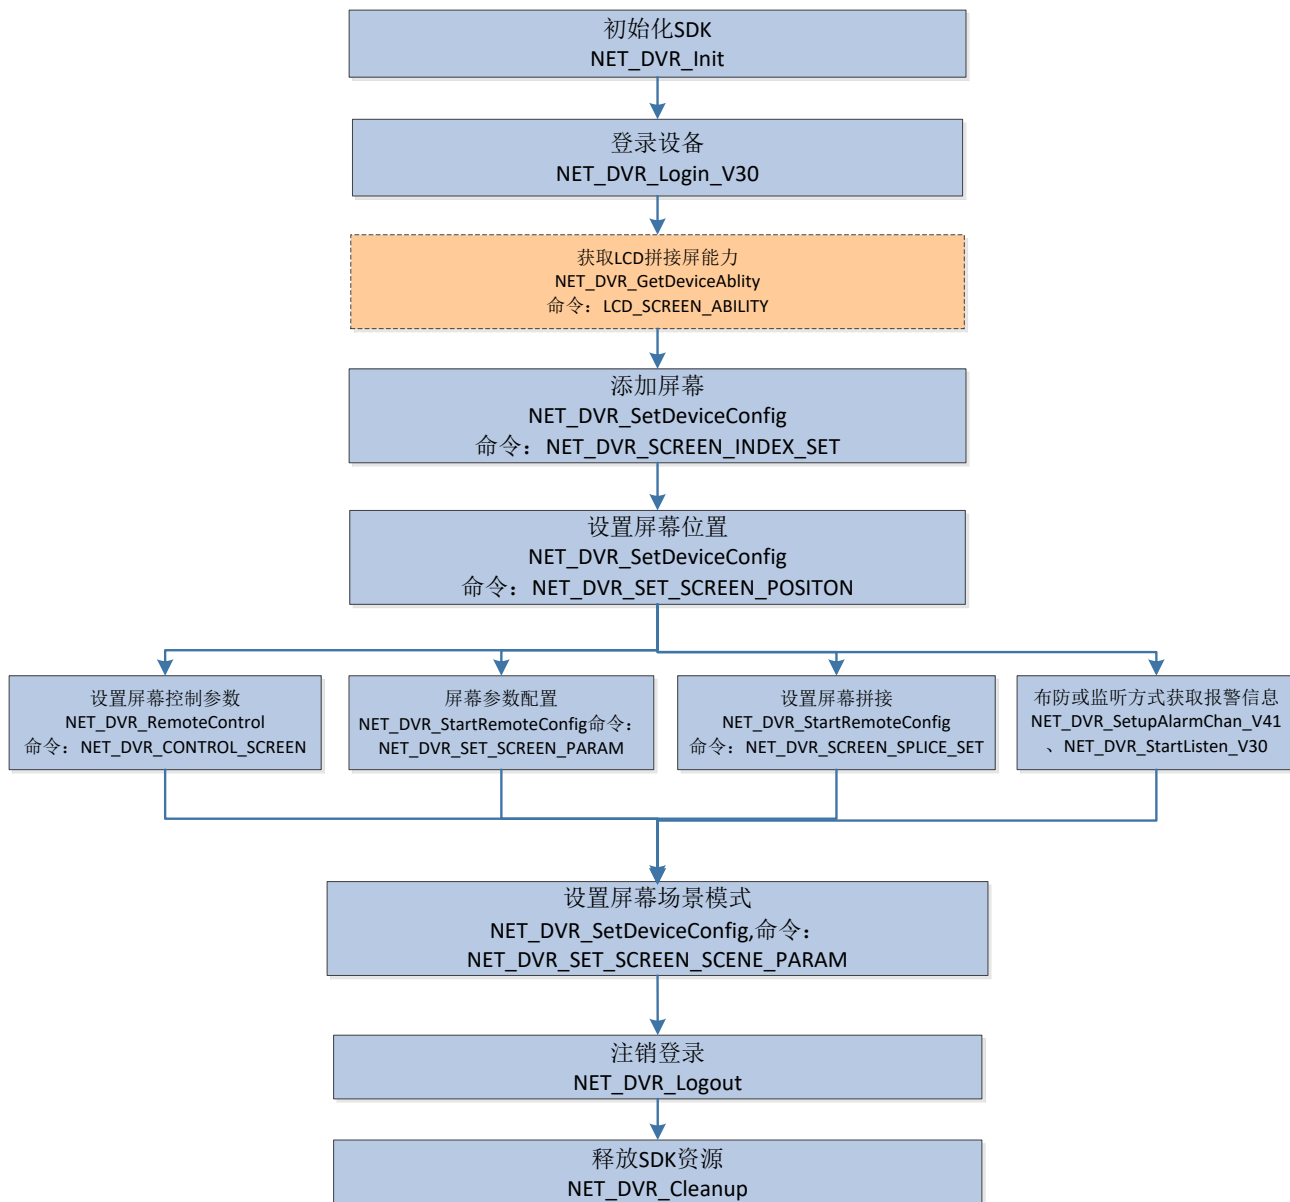 初始化SDK
NET_DVR_Init
登录设备
NET_DVR_Login_V30
获取LCD拼接屏能力
NET_DVR_GetDeviceAblity
命令：LCD_SCREEN_ABILITY
添加屏幕
NET_DVR_SetDeviceConfig
命令：NET_DVR_SCREEN_INDEX_SET
设置屏幕位置
NET_DVR_SetDeviceConfig
命令：NET_DVR_SET_SCREEN_POSITON
设置屏幕控制参数
NET_DVR_RemoteControl
命令：NET_DVR_CONTROL_SCREEN
屏幕参数配置
NET_DVR_StartRemoteConfig命令：
NET_DVR_SET_SCREEN_PARAM
设置屏幕拼接
NET_DVR_StartRemoteConfig
命令：NET_DVR_SCREEN_SPLICE_SET
布防或监听方式获取报警信息
NET_DVR_SetupAlarmChan_V41
、NET_DVR_StartListen_V30
设置屏幕场景模式
NET_DVR_SetDeviceConfig,命令：
NET_DVR_SET_SCREEN_SCENE_PARAM
注销登录
NET_DVR_Logout
释放SDK资源
NET_DVR_Cleanup